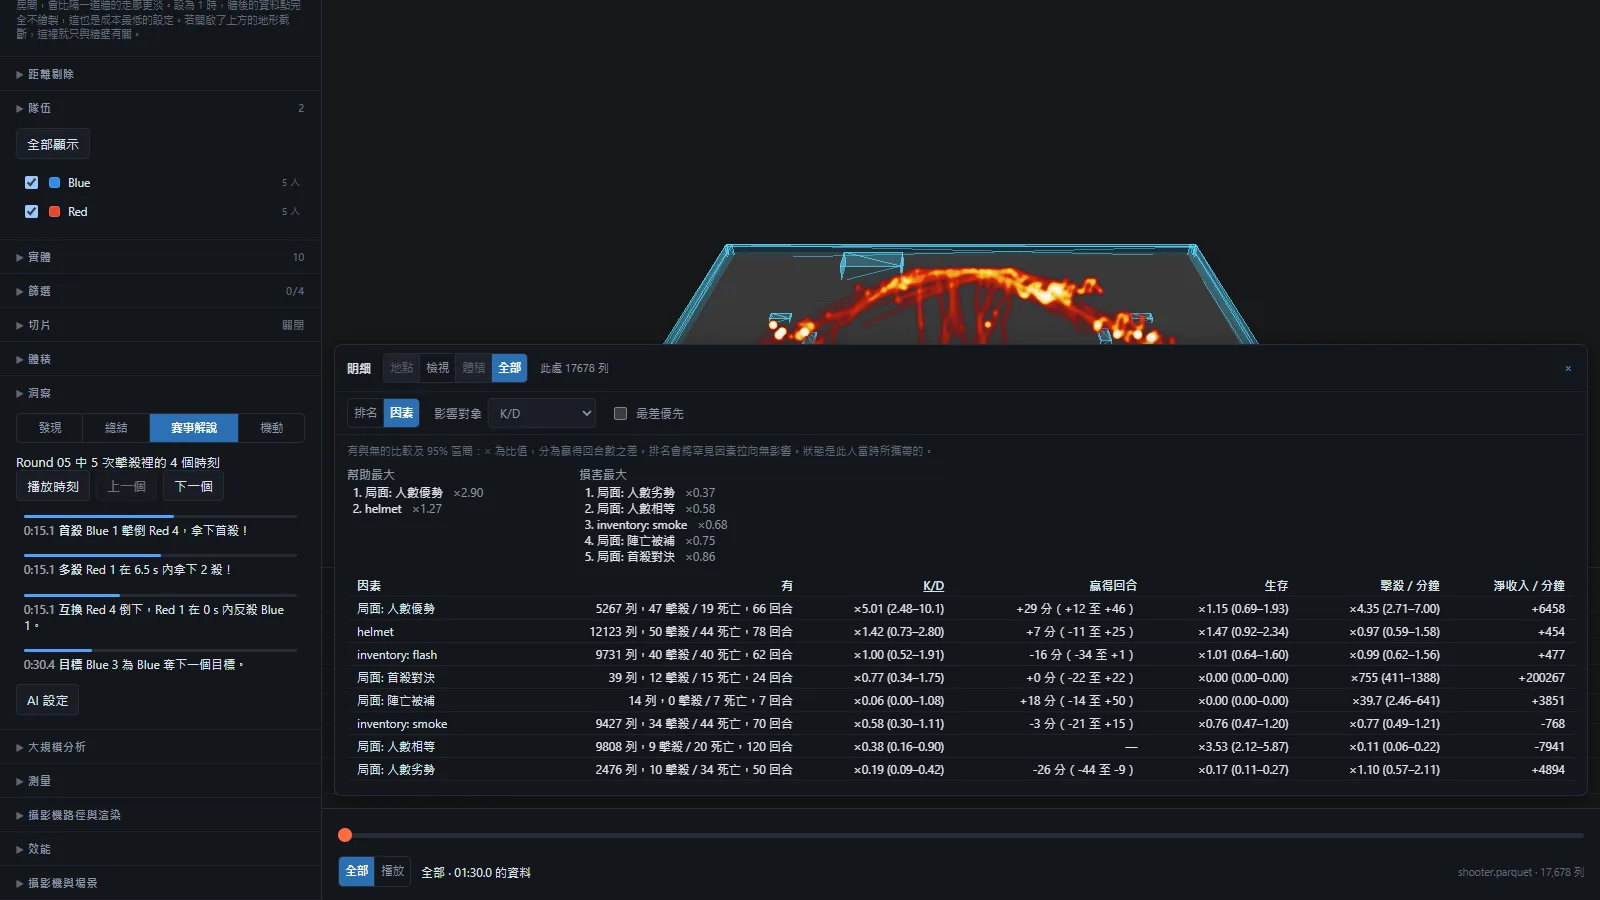 房間，會比隔一道牆的走廊更淡。設為 1 時，牆後的資料點完
全不繪製，這也是成本最低的設定。若開啟了上方的地形截
斷，這裡就只與牆壁有關。
▶ 距離剔除
▶ 隊伍 2
全部顯示
Blue 5 人
Red 5 人
▶ 實體 10
▶ 篩選 0/4
▶ 切片 關閉
▶ 體積
▶ 洞察
發現 總結 賽事解說 機動
Round 05 中 5 次擊殺裡的 4 個時刻
播放時刻 上一個 下一個
0:15.1 首殺 Blue 1 擊倒 Red 4，拿下首殺！
0:15.1 多殺 Red 1 在 6.5 s 內拿下 2 殺！
0:15.1 互換 Red 4 倒下，Red 1 在 0 s 內反殺 Blue
1。
0:30.4 目標 Blue 3 為 Blue 奪下一個目標。
AI 設定
▶ 大規模分析
▶ 測量
▶ 攝影機路徑與渲染
▶ 效能
▶ 攝影機與場景
明細 地點 檢視 體積 全部 此處 17678 列 ×
排名 因素 影響對象 K/D 最差優先
有與無的比較及 95% 區間：× 為比值，分為贏得回合數之差。排名會將罕見因素拉向無影響。狀態是此人當時所攜帶的。
幫助最大
1. 局面: 人數優勢 ×2.90
2. helmet ×1.27
損害最大
1. 局面: 人數劣勢 ×0.37
2. 局面: 人數相等 ×0.58
3. inventory: smoke ×0.68
4. 局面: 陣亡被補 ×0.75
5. 局面: 首殺對決 ×0.86
因素 有 K/D 贏得回合 生存 擊殺 / 分鐘 淨收入 / 分鐘
局面: 人數優勢 5267 列，47 擊殺 / 19 死亡，66 回合 ×5.01 (2.48–10.1) +29 分 ( +12 至 +46 ) ×1.15 (0.69–1.93) ×4.35 (2.71–7.00) +6458
helmet 12123 列，50 擊殺 / 44 死亡，78 回合 ×1.42 (0.73–2.80) +7 分 ( -11 至 +25 ) ×1.47 (0.92–2.34) ×0.97 (0.59–1.58) +454
inventory: flash 9731 列，40 擊殺 / 40 死亡，62 回合 ×1.00 (0.52–1.91) -16 分 ( -34 至 +1 ) ×1.01 (0.64–1.60) ×0.99 (0.62–1.56) +477
局面: 首殺對決 39 列，12 擊殺 / 15 死亡，24 回合 ×0.77 (0.34–1.75) +0 分 ( -22 至 +22 ) ×0.00 (0.00–0.00) ×755 (411–1388) +200267
局面: 陣亡被補 14 列，0 擊殺 / 7 死亡，7 回合 ×0.06 (0.00–1.08) +18 分 ( -14 至 +50 ) ×0.00 (0.00–0.00) ×39.7 (2.46–641) +3851
inventory: smoke 9427 列，34 擊殺 / 44 死亡，70 回合 ×0.58 (0.30–1.11) -3 分 ( -21 至 +15 ) ×0.76 (0.47–1.20) ×0.77 (0.49–1.21) -768
局面: 人數相等 9808 列，9 擊殺 / 20 死亡，120 回合 ×0.38 (0.16–0.90) — ×3.53 (2.12–5.87) ×0.11 (0.06–0.22) -7941
局面: 人數劣勢 2476 列，10 擊殺 / 34 死亡，50 回合 ×0.19 (0.09–0.42) -26 分 ( -44 至 -9 ) ×0.17 (0.11–0.27) ×1.10 (0.57–2.11) +4894
全部 播放 全部 · 01:30.0 的資料 shooter.parquet · 17,678 列